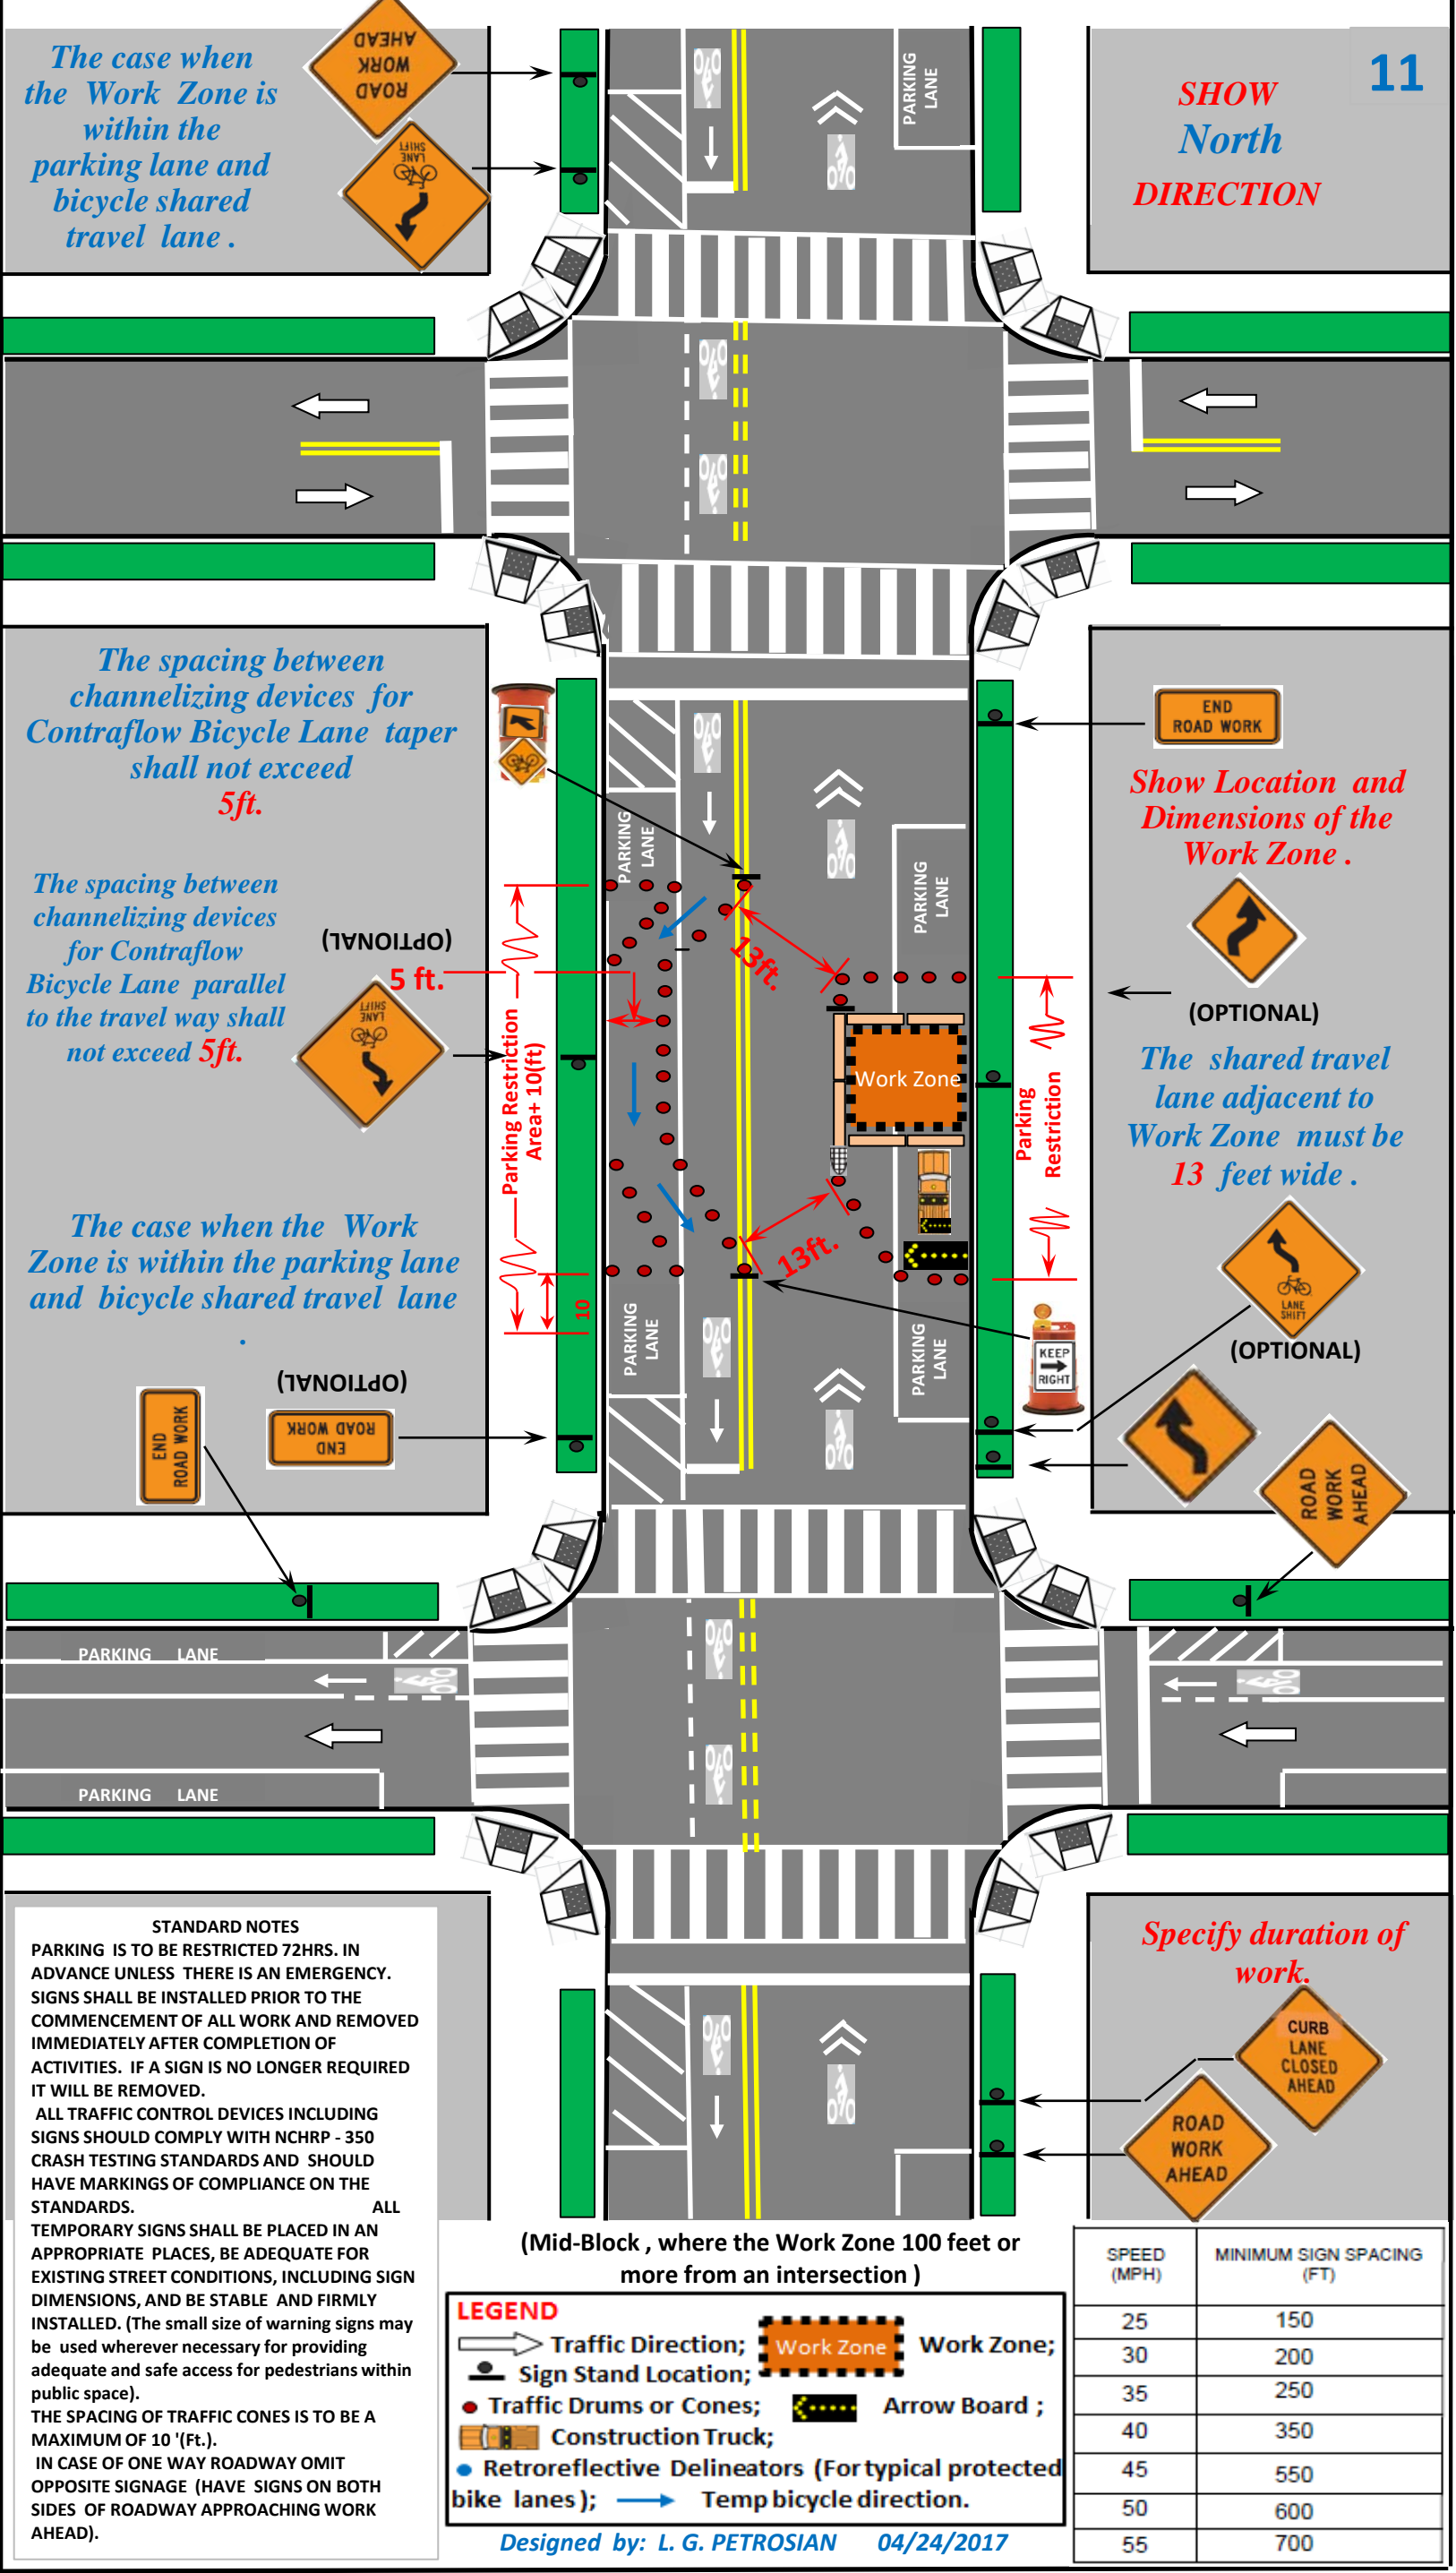 The case when
the Work Zone is
within the
parking lane and
bicycle shared
travel lane .
ROAD
WORK
AHEAD
LANE
SHIFT
PARKING
LANE
SHOW
North
DIRECTION
11
The spacing between
channelizing devices for
Contraflow Bicycle Lane taper
shall not exceed
5ft.
The spacing between
channelizing devices
for Contraflow
Bicycle Lane parallel
to the travel way shall
not exceed 5ft.
(OPTIONAL)
5 ft.
LANE
SHIFT
Parking Restriction
Area+ 10(ft)
10
The case when the Work
Zone is within the parking lane
and bicycle shared travel lane
.
(OPTIONAL)
END
ROAD WORK
END
ROAD WORK
PARKING
LANE
13ft.
PARKING
LANE
Work Zone
13ft.
PARKING
LANE
PARKING
LANE
Parking
Restriction
END
ROAD WORK
Show Location and
Dimensions of the
Work Zone .
(OPTIONAL)
The shared travel
lane adjacent to
Work Zone must be
13 feet wide .
LANE
SHIFT
(OPTIONAL)
KEEP
RIGHT
ROAD
WORK
AHEAD
PARKING LANE
PARKING LANE
STANDARD NOTES
PARKING IS TO BE RESTRICTED 72HRS. IN
ADVANCE UNLESS THERE IS AN EMERGENCY.
SIGNS SHALL BE INSTALLED PRIOR TO THE
COMMENCEMENT OF ALL WORK AND REMOVED
IMMEDIATELY AFTER COMPLETION OF
ACTIVITIES. IF A SIGN IS NO LONGER REQUIRED
IT WILL BE REMOVED.
ALL TRAFFIC CONTROL DEVICES INCLUDING
SIGNS SHOULD COMPLY WITH NCHRP - 350
CRASH TESTING STANDARDS AND SHOULD
HAVE MARKINGS OF COMPLIANCE ON THE
STANDARDS. ALL
TEMPORARY SIGNS SHALL BE PLACED IN AN
APPROPRIATE PLACES, BE ADEQUATE FOR
EXISTING STREET CONDITIONS, INCLUDING SIGN
DIMENSIONS, AND BE STABLE AND FIRMLY
INSTALLED. (The small size of warning signs may
be used wherever necessary for providing
adequate and safe access for pedestrians within
public space).
THE SPACING OF TRAFFIC CONES IS TO BE A
MAXIMUM OF 10 '(Ft.).
IN CASE OF ONE WAY ROADWAY OMIT
OPPOSITE SIGNAGE (HAVE SIGNS ON BOTH
SIDES OF ROADWAY APPROACHING WORK
AHEAD).
Specify duration of
work.
CURB
LANE
CLOSED
AHEAD
ROAD
WORK
AHEAD
(Mid-Block , where the Work Zone 100 feet or
more from an intersection )
LEGEND
Traffic Direction; Work Zone Work Zone;
Sign Stand Location;
Traffic Drums or Cones; Arrow Board ;
Construction Truck;
Retroreflective Delineators (For typical protected
bike lanes ); Temp bicycle direction.
Designed by: L. G. PETROSIAN 04/24/2017
SPEED (MPH) MINIMUM SIGN SPACING (FT)
25 150
30 200
35 250
40 350
45 550
50 600
55 700